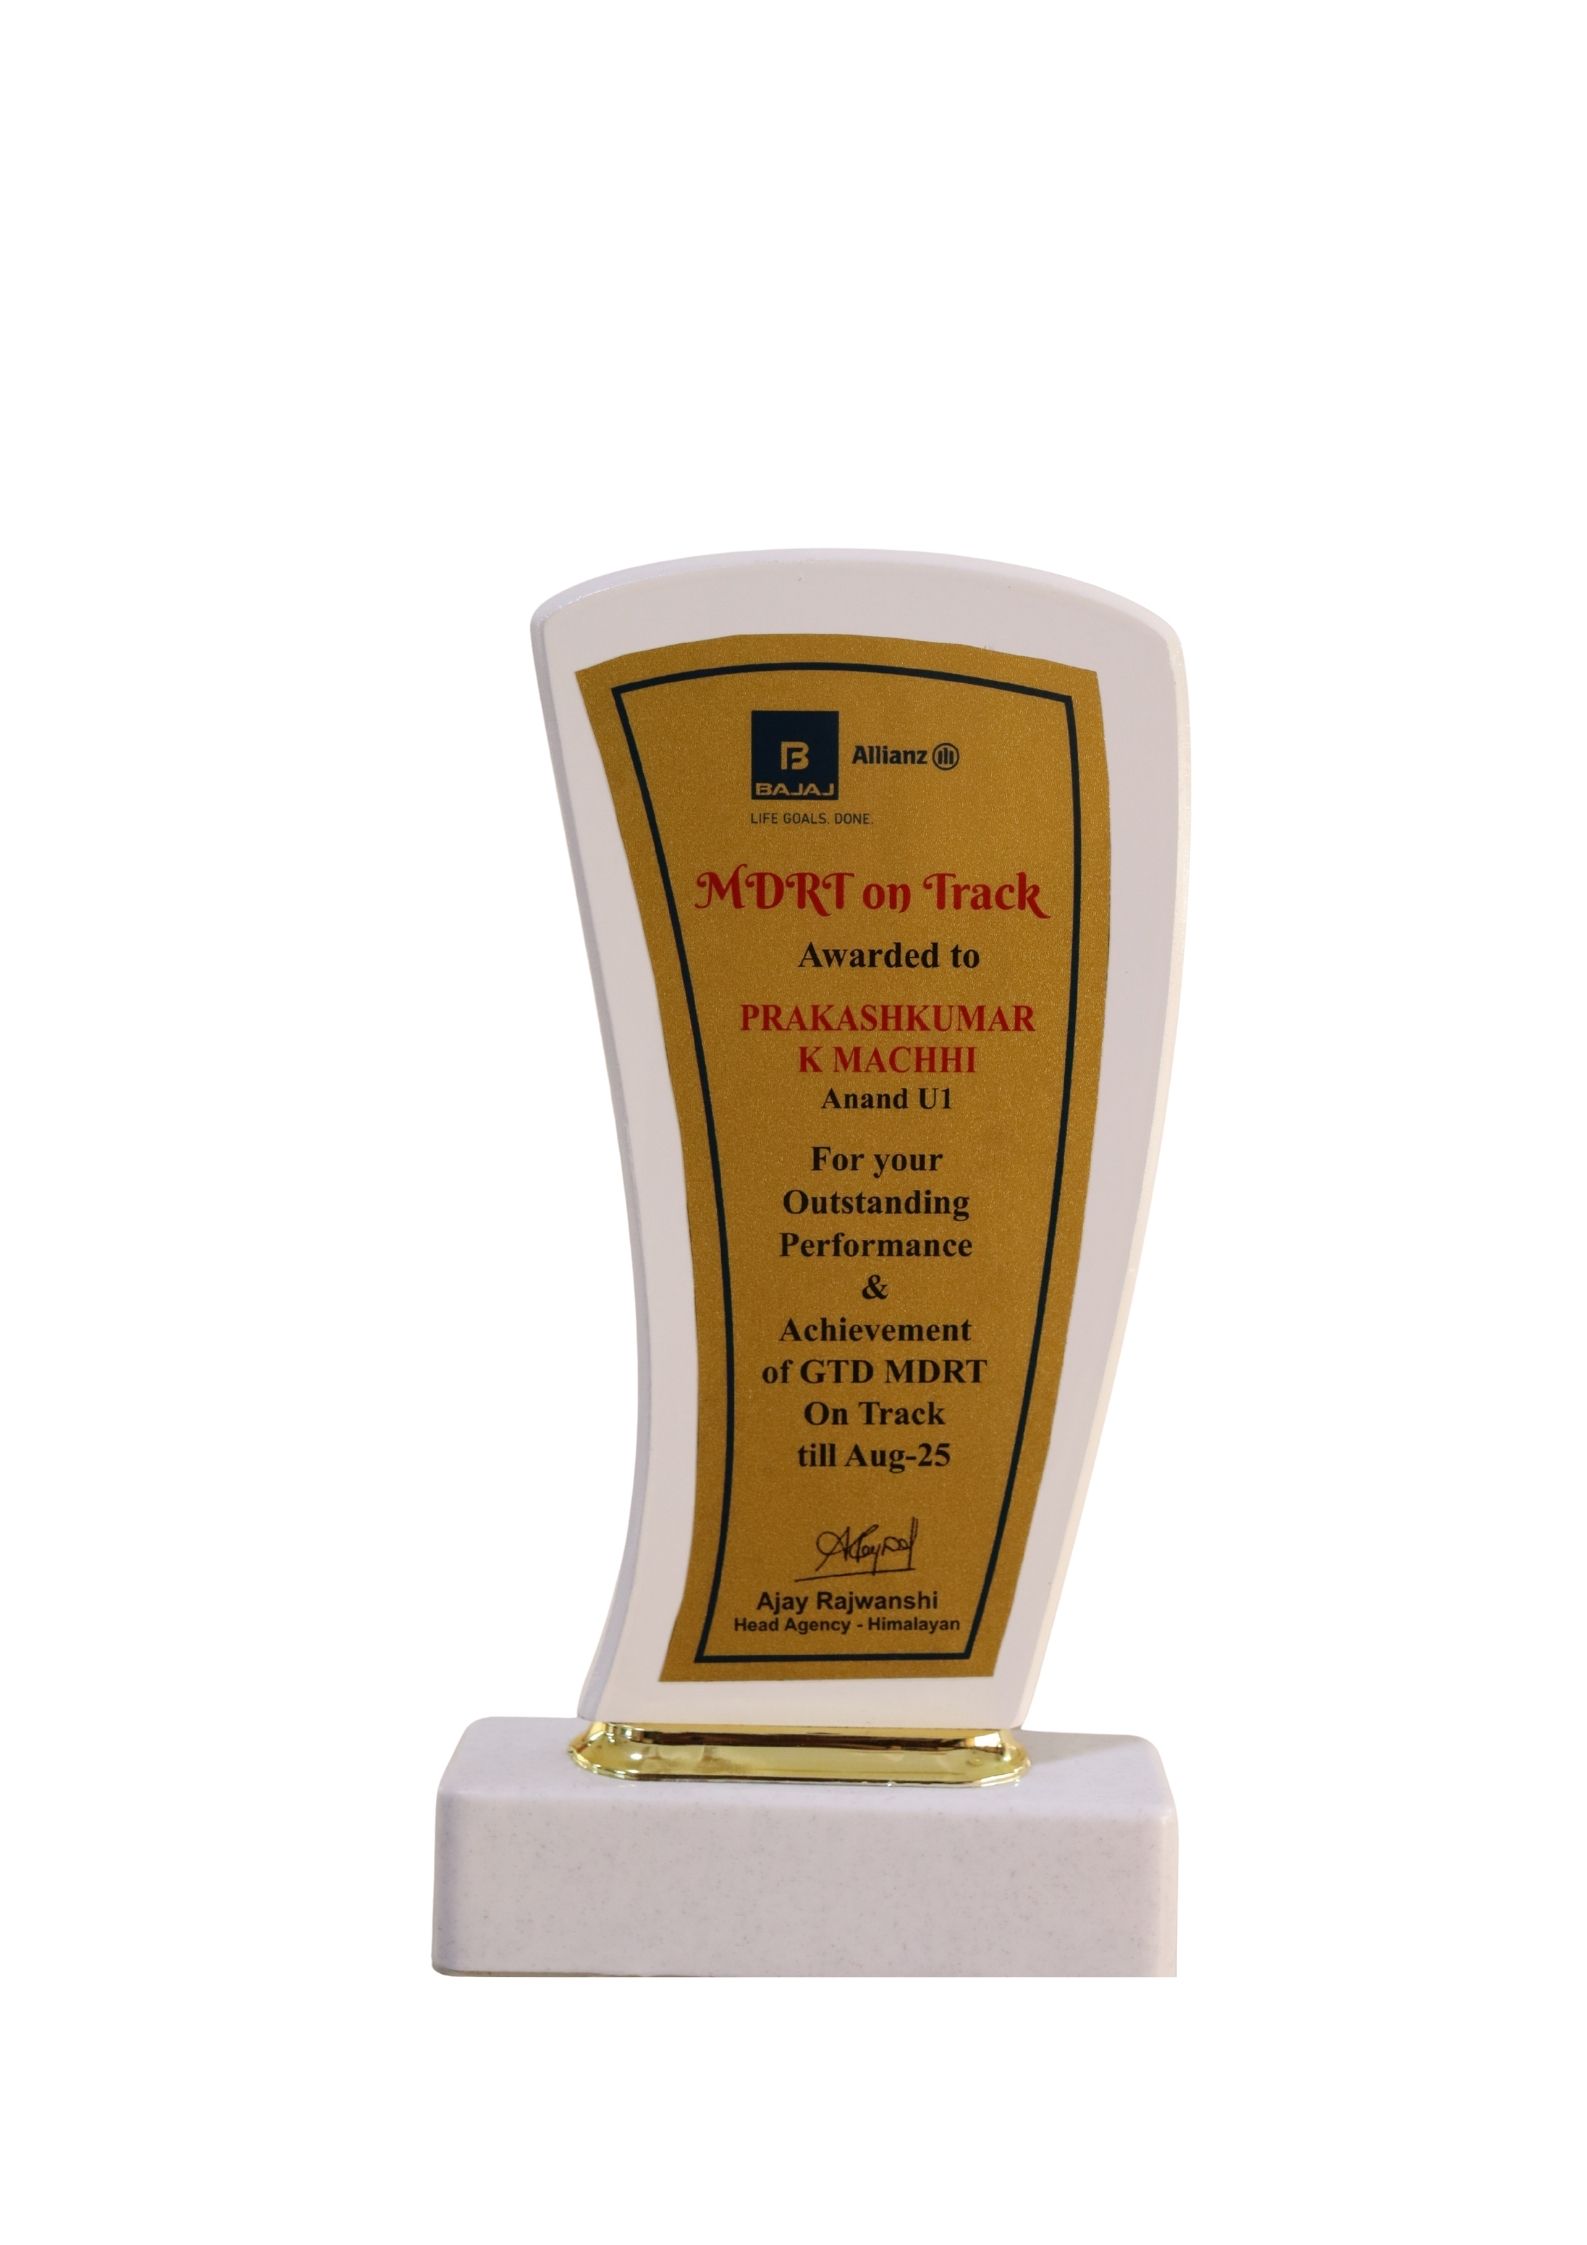 B
BAJAJ
Allianz
LIFE GOALS. DONE.
MDRT on Track
Awarded to
PRAKASHKUMAR
K MACHHI
Anand U1
For your
Outstanding
Performance
&
Achievement
of GTD MDRT
On Track
till Aug-25
Ajay Rajwanshi
Head Agency - Himalayan